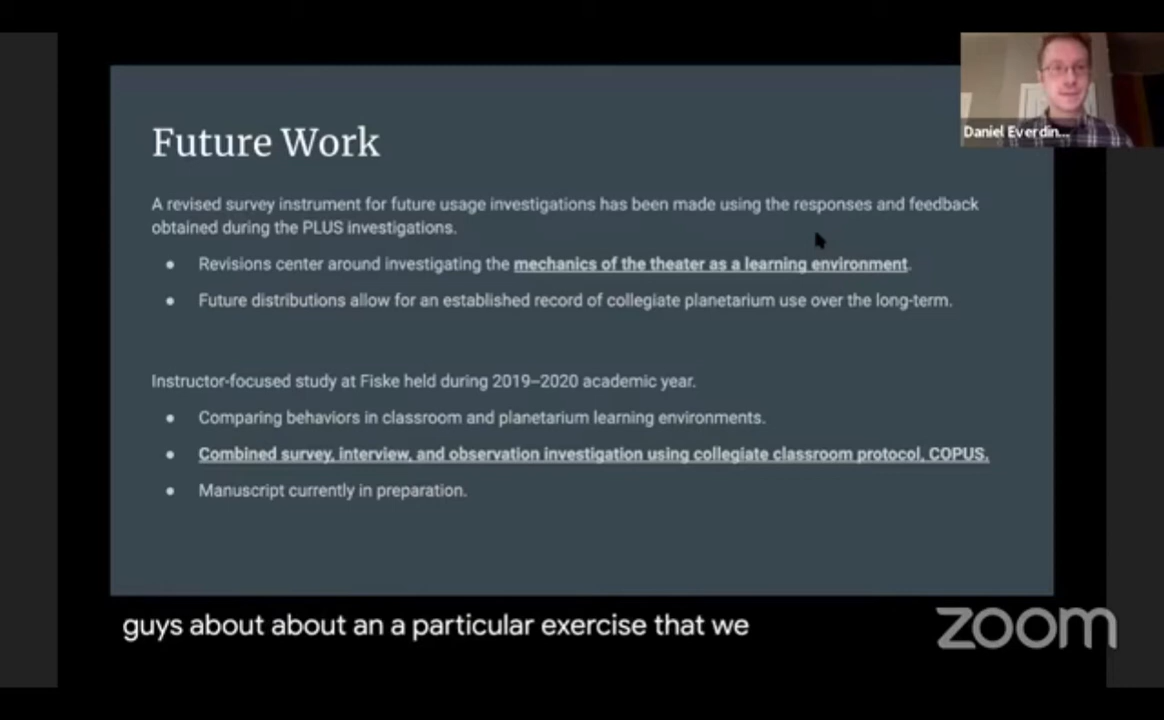 Future Work
A revised survey instrument for future usage investigations has been made using the responses and feedback
obtained during the PLUS investigations.
● Revisions center around investigating the mechanics of the theater as a learning environment.
● Future distributions allow for an established record of collegiate planetarium use over the long-term.
Instructor-focused study at Fiske held during 2019–2020 academic year.
● Comparing behaviors in classroom and planetarium learning environments.
● Combined survey, interview, and observation investigation using collegiate classroom protocol, COPUS.
● Manuscript currently in preparation.
Daniel Everdin...
guys about about an a particular exercise that we
zoom